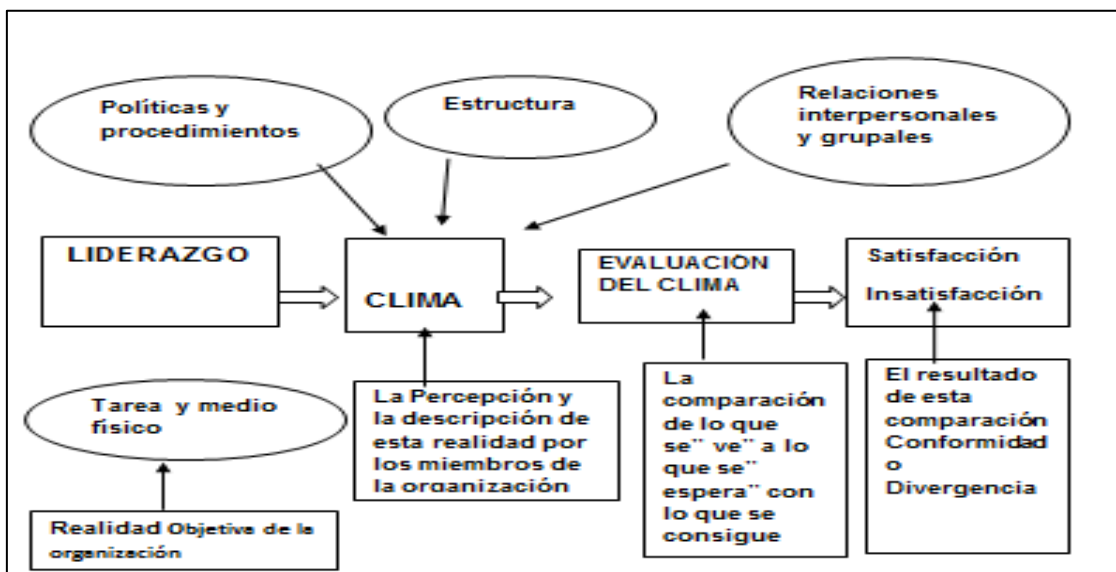 Políticas y
procedimientos
Estructura
Relaciones
interpersonales
y grupales
LIDERAZGO
CLIMA
EVALUACIÓN
DEL CLIMA
Satisfacción
Insatisfacción
Tarea y medio
físico
La Percepción y
la descripción de
esta realidad por
los miembros de
la organización
La
comparación
de lo que
se" ve" a lo
que se"
espera" con
lo que se
consigue
El resultado
de esta
comparación
Conformidad
o
Divergencia
Realidad Objetiva de la
organización